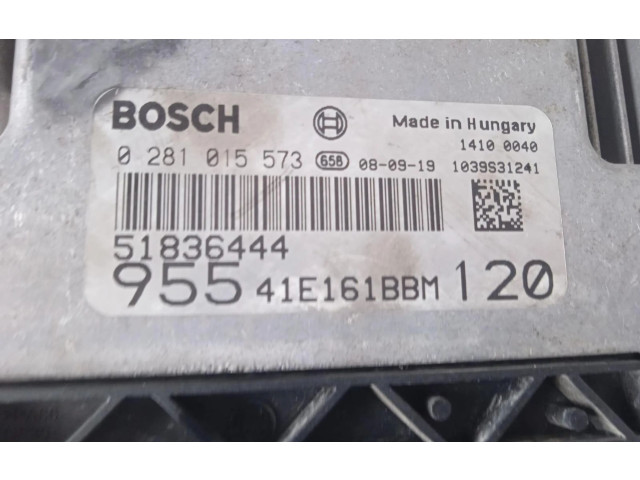 BOSCH Made in Hungary
1410 0040
0 281 015 573 658 08-09-19 1039S31241
51836444
955 41E161BBM 120